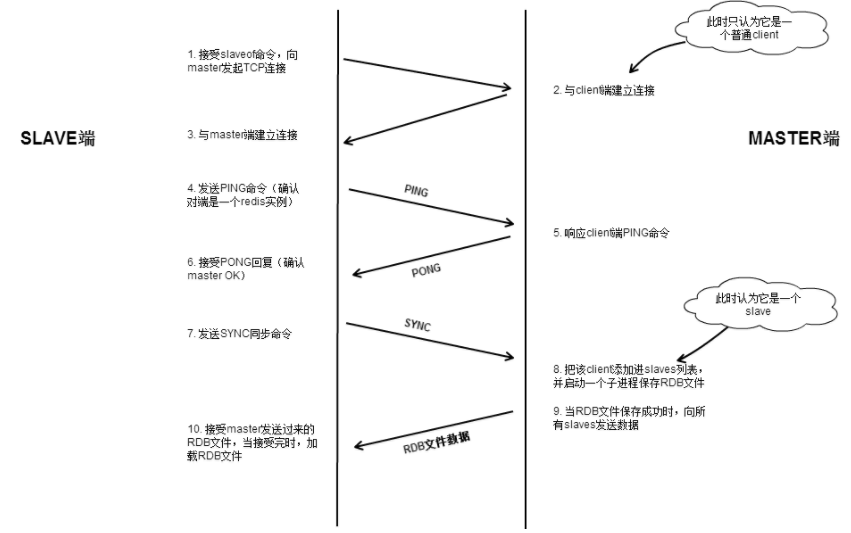 此时只认为它是一
个普通client
1. 接受slaveof命令，向
master发起TCP连接
2. 与client端建立连接
SLAVE端
3. 与master端建立连接
MASTER端
4. 发送PING命令（确认
对端是一个redis实例）
PING
5. 响应client端PING命令
6. 接受PONG回复（确认
master OK）
PONG
此时认为它是一个
slave
7. 发送SYNC同步命令
SYNC
8. 把该client添加进slaves列表，
并启动一个子进程保存RDB文件
9. 当RDB文件保存成功时，向所
有slaves发送数据
10. 接受master发送过来的
RDB文件，当接受完时，加
载RDB文件
RDB文件数据